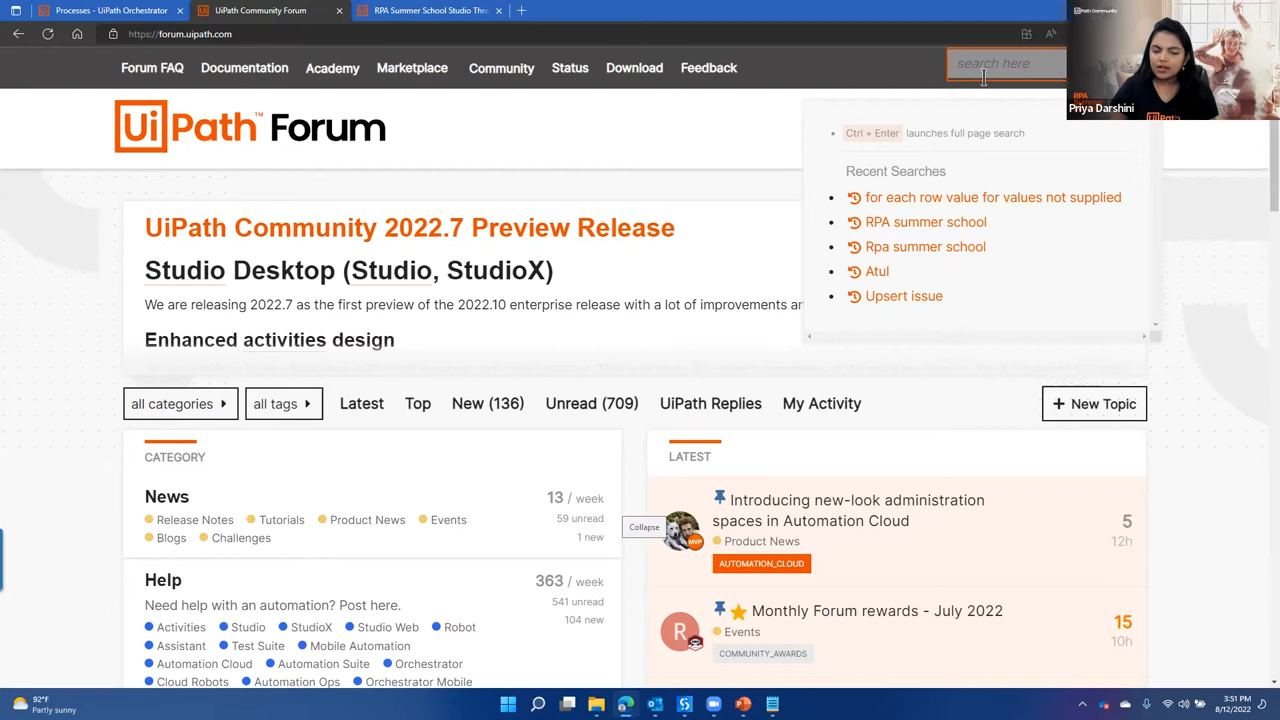 Processes - UiPath Orchestrator
UiPath Community Forum
RPA Summer School Studio Thre
https://forum.uipath.com
Forum FAQ
Documentation
Academy
Marketplace
Community
Status
Download
Feedback
search here
UiPath Community
RPA
UiPath
Priya Darshini
UiPath™ Forum
Ctrl + Enter launches full page search
Recent Searches
for each row value for values not supplied
RPA summer school
Rpa summer school
Atul
Upsert issue
UiPath Community 2022.7 Preview Release
Studio Desktop (Studio, StudioX)
We are releasing 2022.7 as the first preview of the 2022.10 enterprise release with a lot of improvements an
Enhanced activities design
all categories
all tags
Latest
Top
New (136)
Unread (709)
UiPath Replies
My Activity
+ New Topic
CATEGORY
News
13 / week
59 unread
1 new
Release Notes
Tutorials
Product News
Events
Blogs
Challenges
Help
363 / week
541 unread
104 new
Need help with an automation? Post here.
Activities
Studio
StudioX
Studio Web
Robot
Assistant
Test Suite
Mobile Automation
Automation Cloud
Automation Suite
Orchestrator
Cloud Robots
Automation Ops
Orchestrator Mobile
Collapse
LATEST
Introducing new-look administration
spaces in Automation Cloud
5
12h
MVP
Product News
AUTOMATION_CLOUD
R
Monthly Forum rewards - July 2022
15
10h
Events
COMMUNITY_AWARDS
92°F
Partly sunny
3:51 PM
8/12/2022